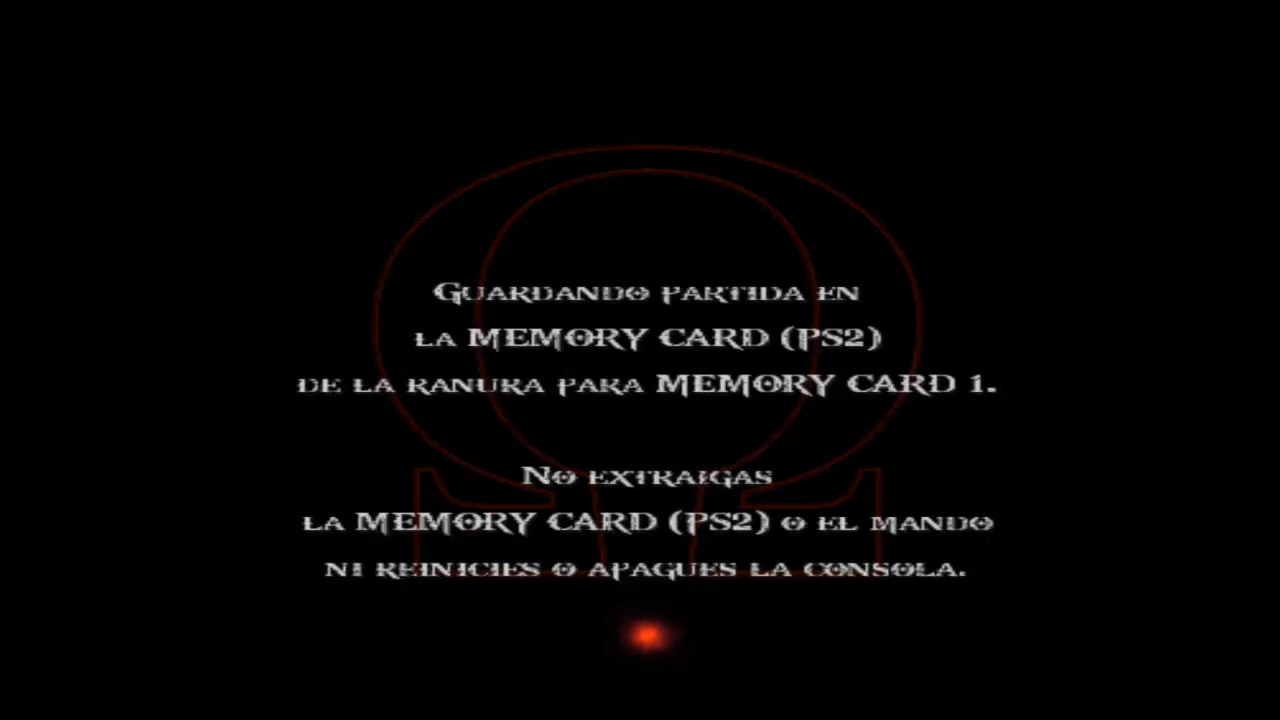 Guardando partida en
la MEMORY CARD (PS2)
de la ranura para MEMORY CARD 1.
No extraigas
la MEMORY CARD (PS2) o el mando
ni reinicies o apagues la consola.